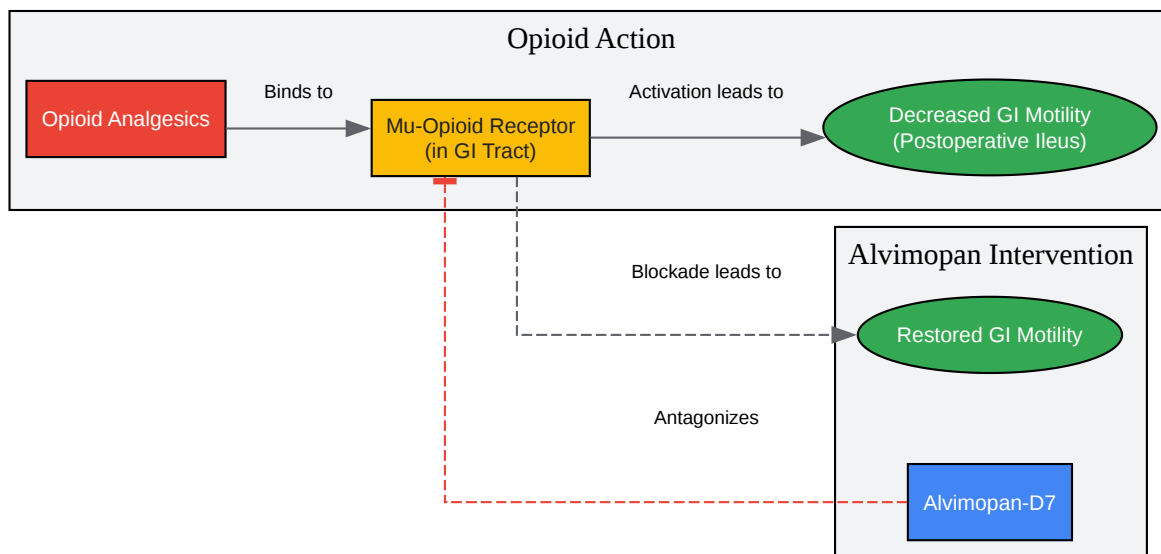 Opioid Action
Opioid Analgesics
Binds to
Mu-Opioid Receptor
(in GI Tract)
Activation leads to
Decreased GI Motility
(Postoperative Ileus)
Alvimopan Intervention
Blockade leads to
Restored GI Motility
Antagonizes
Alvimopan-D7